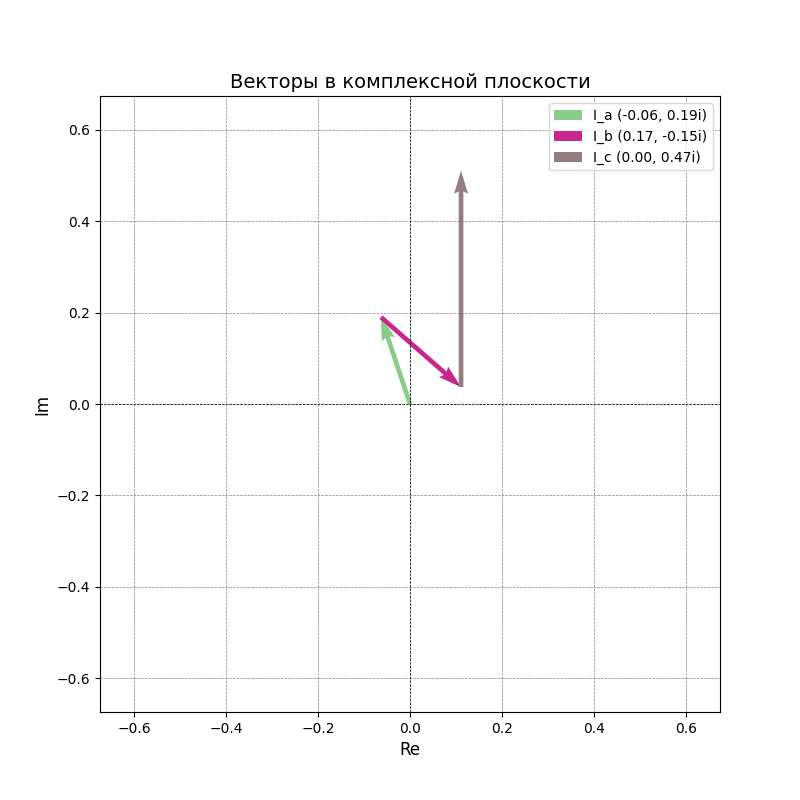 Векторы в комплексной плоскости
I_a (-0.06, 0.19i)
I_b (0.17, -0.15i)
I_c (0.00, 0.47i)
0.6
0.4
0.2
0.0
−0.2
−0.4
−0.6
Im
−0.6 −0.4 −0.2 0.0 0.2 0.4 0.6
Re